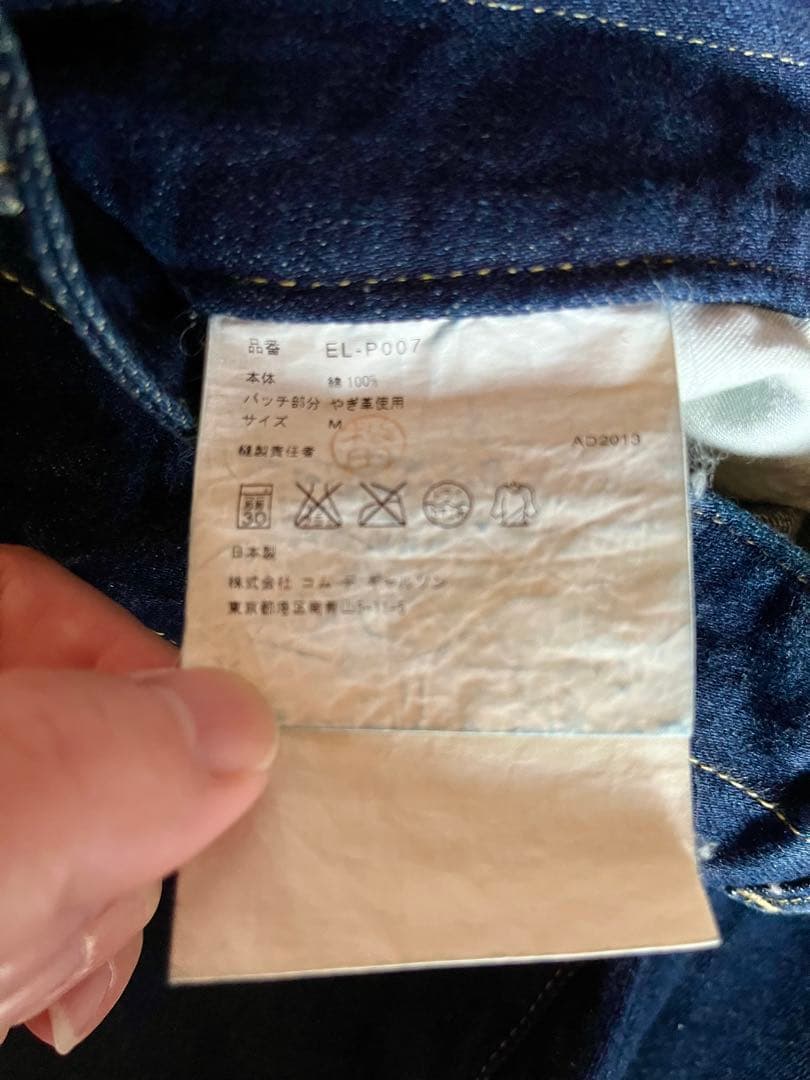 品番 EL-P007
本体 綿 100%
パッチ部分 やぎ革使用
サイズ M
縫製責任者
AD2013
30
日本製
株式会社 コム デ ギャルソン
東京都港区南青山5-11-5